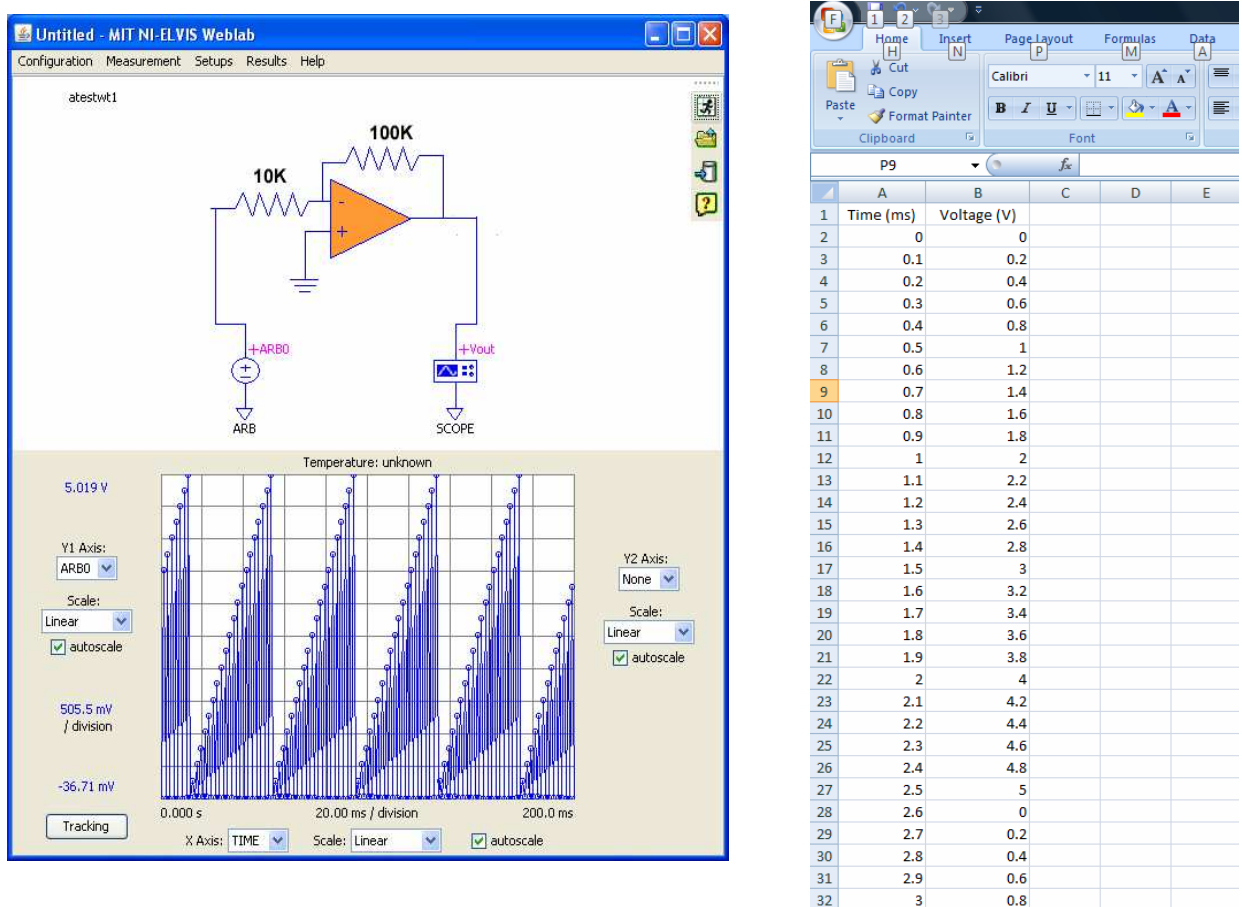 Untitled - MIT NI-ELVIS Weblab
Configuration Measurement Setups Results Help
atestwt1
100K
10K
-
+
+ARB0
+Vout
ARB
SCOPE
Temperature: unknown
5.019 V
Y1 Axis:
ARB0
Scale:
Linear
autoscale
505.5 mV
/ division
-36.71 mV
Tracking
0.000 s 20.00 ms / division 200.0 ms
X Axis: TIME Scale: Linear autoscale
Y2 Axis:
None
Scale:
Linear
autoscale
F 1 2 3
Home Insert Page Layout Formulas Data
H N P M A
Cut
Copy
Format Painter
Paste
Clipboard
Calibri 11 A A
B I U A
Font
P9 fx
A B C D E
1 Time (ms) Voltage (V)
2 0 0
3 0.1 0.2
4 0.2 0.4
5 0.3 0.6
6 0.4 0.8
7 0.5 1
8 0.6 1.2
9 0.7 1.4
10 0.8 1.6
11 0.9 1.8
12 1 2
13 1.1 2.2
14 1.2 2.4
15 1.3 2.6
16 1.4 2.8
17 1.5 3
18 1.6 3.2
19 1.7 3.4
20 1.8 3.6
21 1.9 3.8
22 2 4
23 2.1 4.2
24 2.2 4.4
25 2.3 4.6
26 2.4 4.8
27 2.5 5
28 2.6 0
29 2.7 0.2
30 2.8 0.4
31 2.9 0.6
32 3 0.8